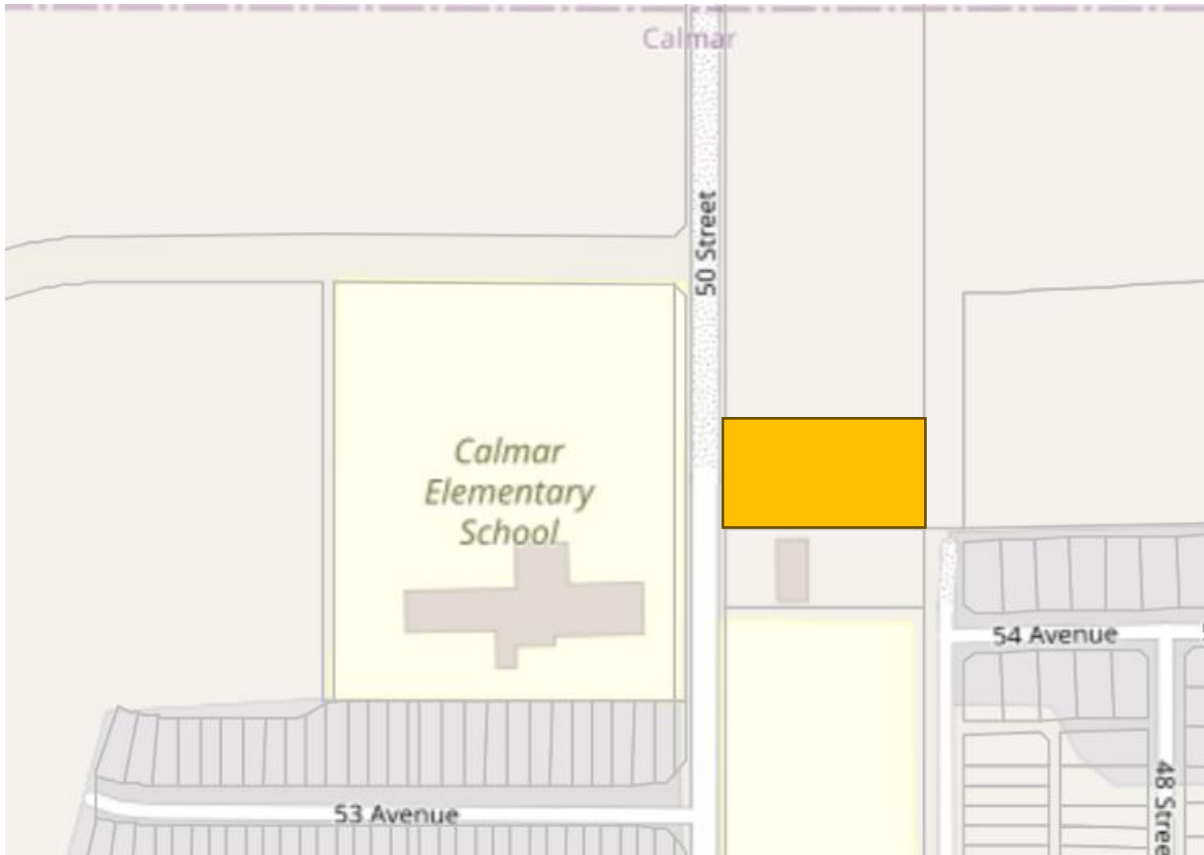 Calmar
50 Street
Calmar
Elementary
School
54 Avenue
48 Stree
53 Avenue